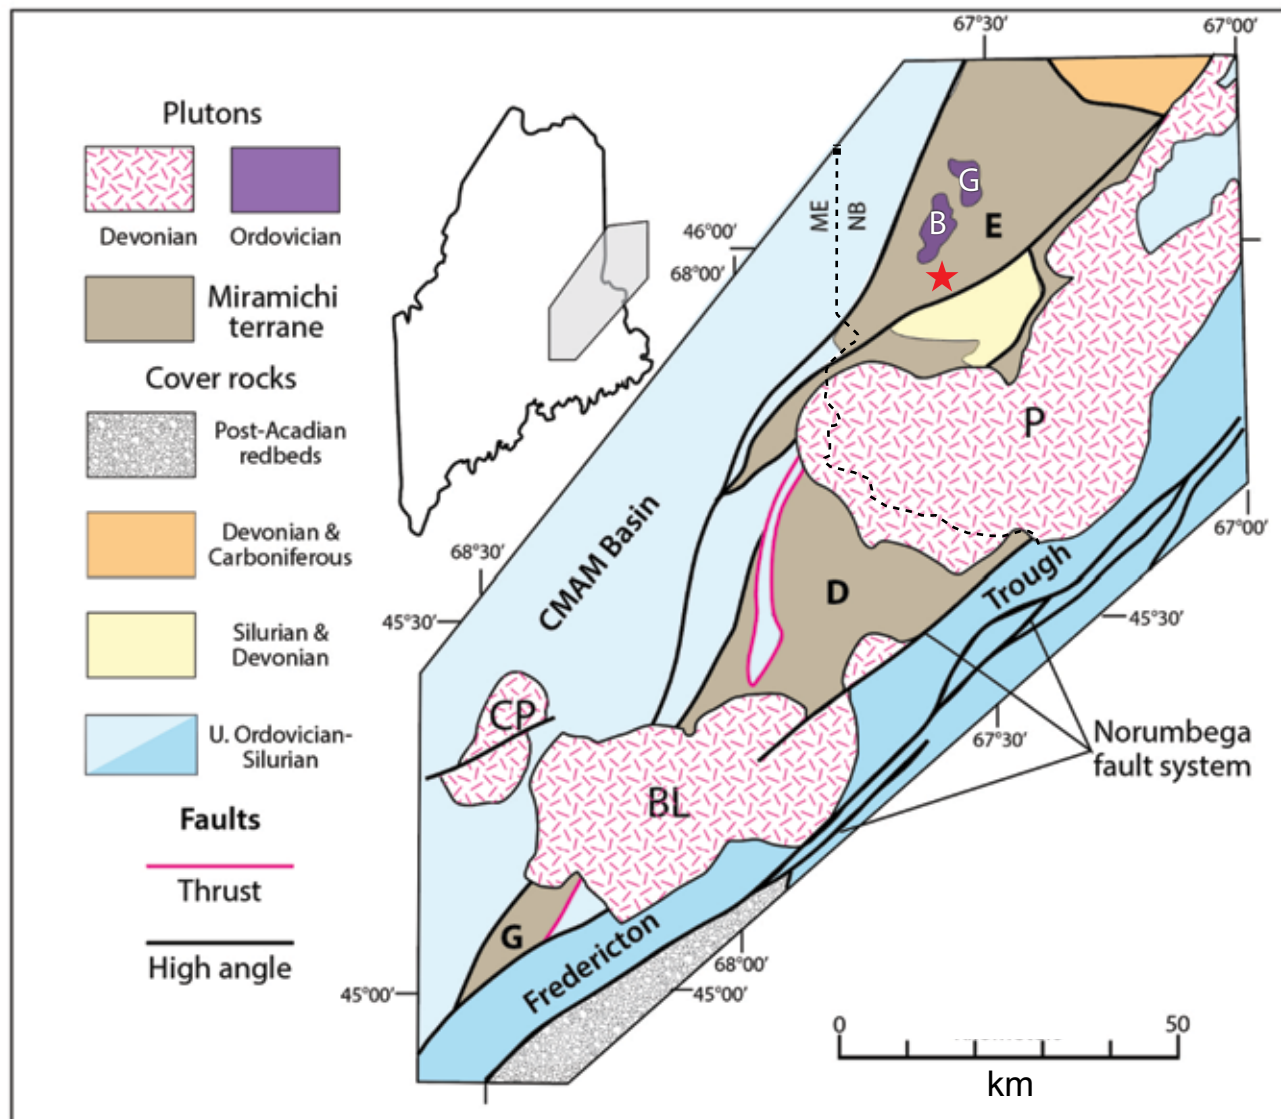 67°30′
67°00′
Plutons
Devonian
Ordovician
Miramichi
terrane
Cover rocks
Post-Acadian
redbeds
Devonian &
Carboniferous
Silurian &
Devonian
U. Ordovician-
Silurian
Faults
Thrust
High angle
46°00′
68°00′
ME
NB
G
B
E
P
68°30′
45°30′
CMAM Basin
D
Trough
67°00′
45°30′
CP
67°30′
Norumbega
fault system
BL
G
Fredericton
68°00′
45°00′
45°00′
0
50
km